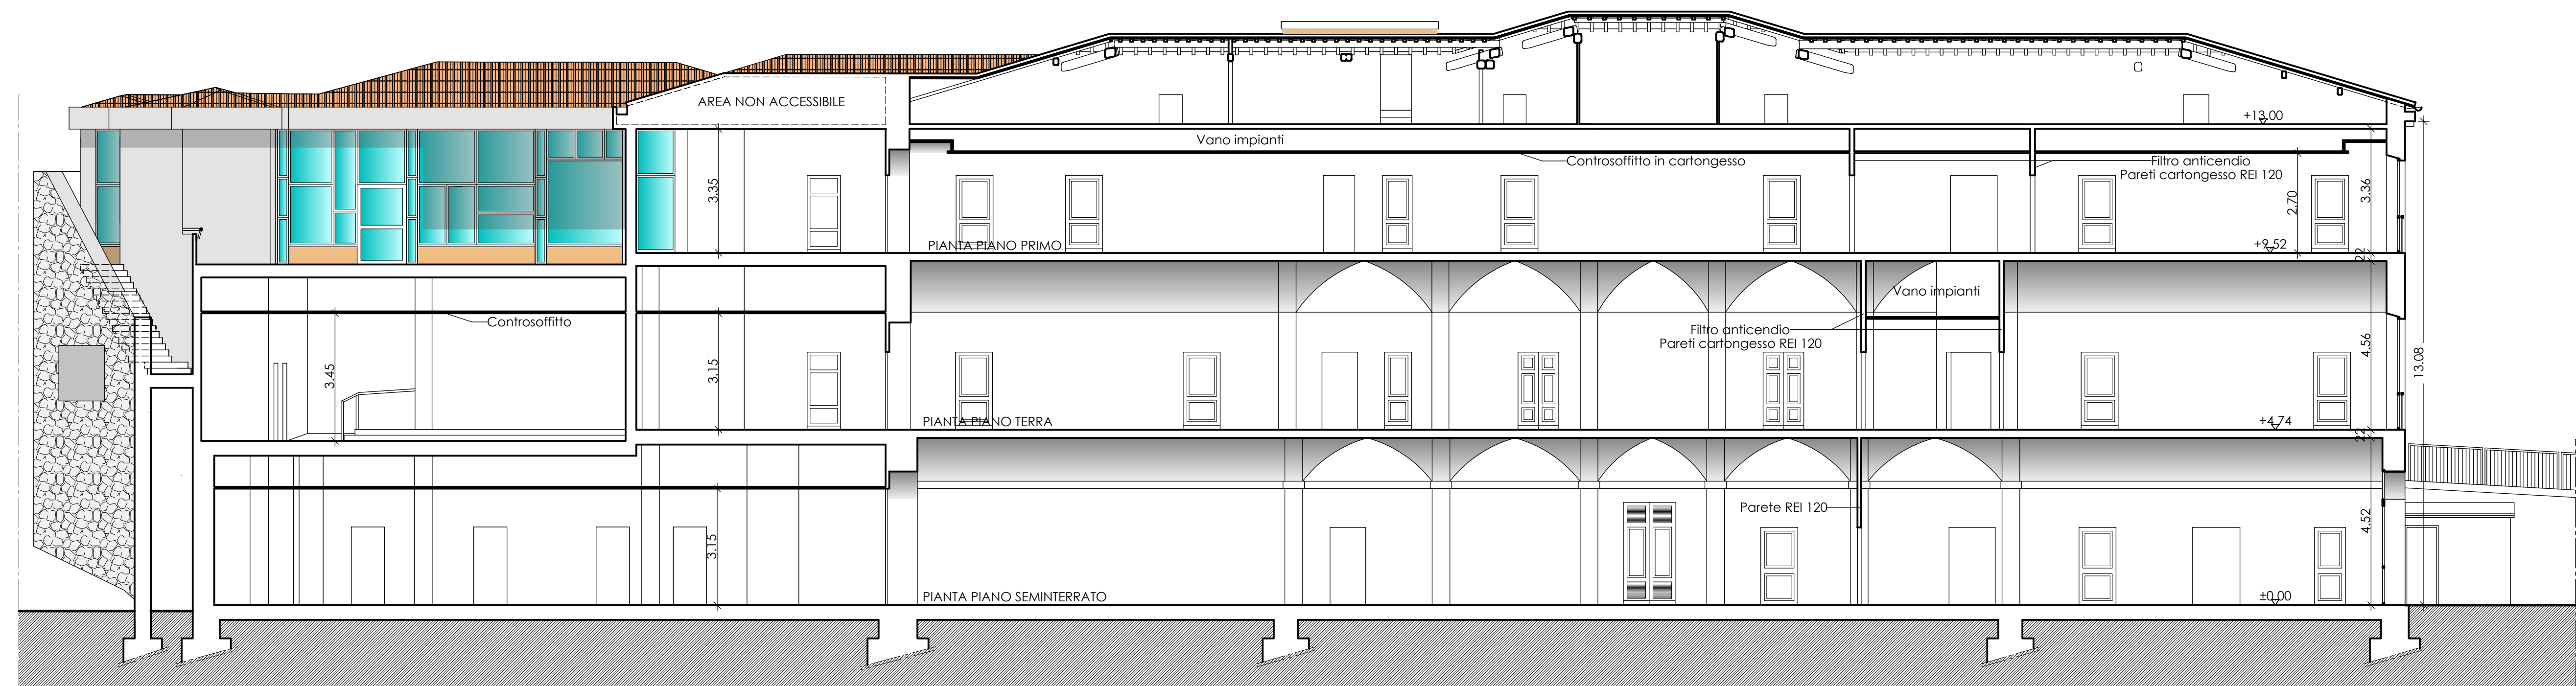 AREA NON ACCESSIBILE
+13,00
Vano impianti
Controsoffitto in cartongesso
Filtro anticendio
Pareti cartongesso REI 120
3.35
2.70
3.36
PIANTA PIANO PRIMO
+9,52
22
Vano impianti
Controsoffitto
Filtro anticendio
Pareti cartongesso REI 120
3.45
3.15
4.56
13.08
PIANTA PIANO TERRA
+4,74
22
Parete REI 120
3.15
4.52
PIANTA PIANO SEMINTERRATO
±0,00